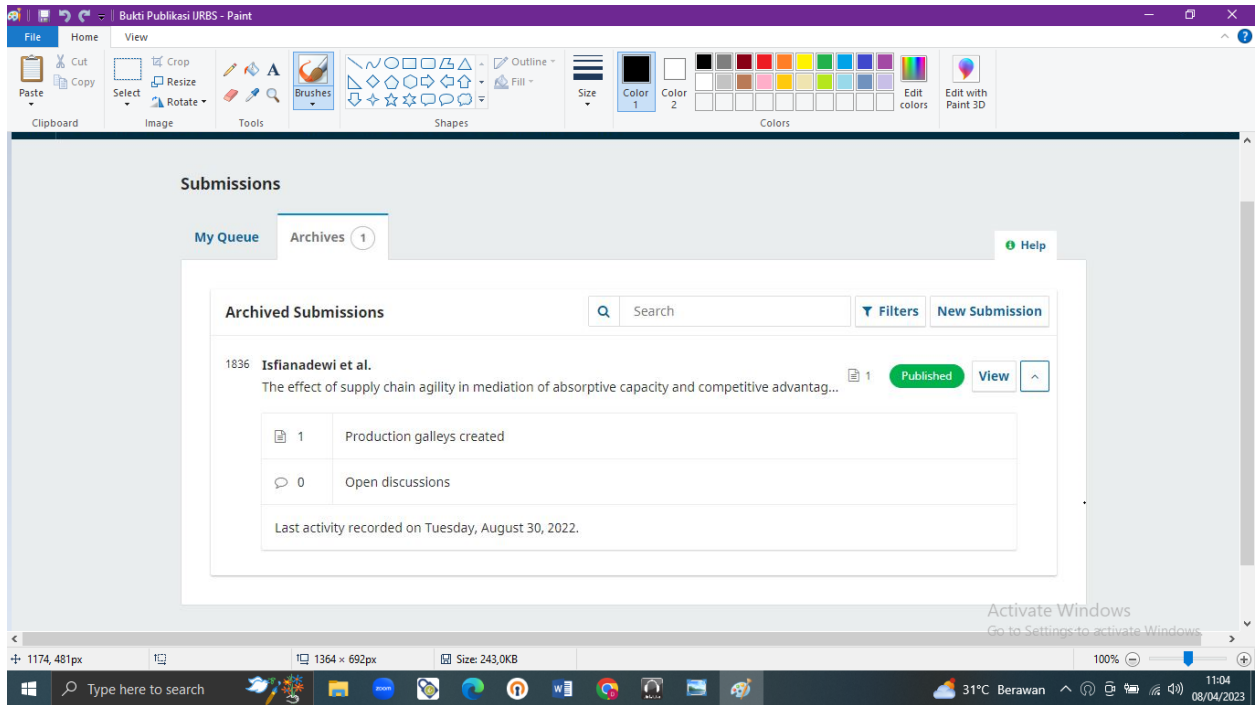 Bukti Publikasi IJRBS - Paint
File Home View
Paste
Cut
Copy
Clipboard
Select
Crop
Resize
Rotate
Image
A
Tools
Brushes
Outline
Fill
Shapes
Size
Color 1
Color 2
Edit colors
Colors
Edit with Paint 3D
Submissions
My Queue Archives 1
Help
Archived Submissions Search Filters New Submission
1836 Isfianadewi et al.
The effect of supply chain agility in mediation of absorptive capacity and competitive advantag... 1 Published View
1 Production galleys created
0 Open discussions
Last activity recorded on Tuesday, August 30, 2022.
Activate Windows
Go to Settings to activate Windows.
1174, 481px 1364 × 692px Size: 243,0KB 100%
Type here to search zoom 31°C Berawan 11:04
08/04/2023